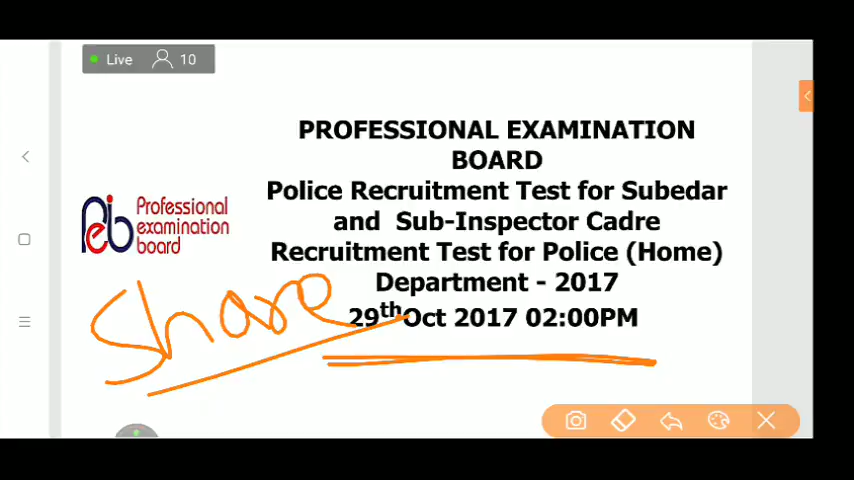 Live 10
PROFESSIONAL EXAMINATION
BOARD
Police Recruitment Test for Subedar
and Sub-Inspector Cadre
Recruitment Test for Police (Home)
Department - 2017
29th Oct 2017 02:00PM
Peb Professional
examination
board
Share